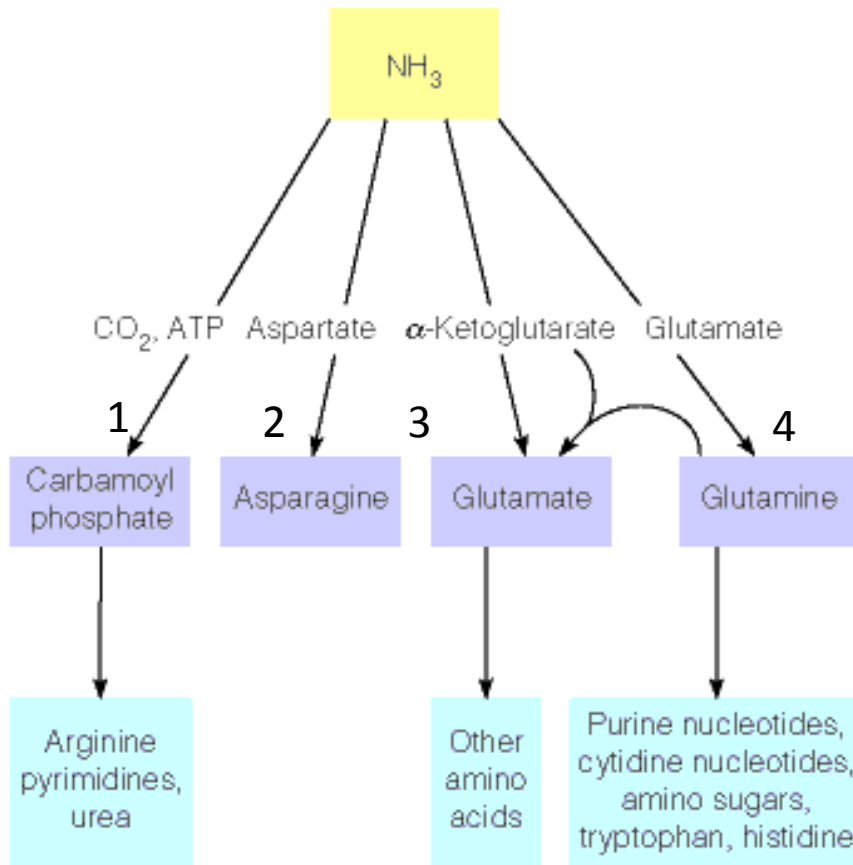 NH₃
CO₂, ATP
Aspartate
α-Ketoglutarate
Glutamate
1
2
3
4
Carbamoyl
phosphate
Asparagine
Glutamate
Glutamine
Arginine
pyrimidines,
urea
Other
amino
acids
Purine nucleotides,
cytidine nucleotides,
amino sugars,
tryptophan, histidine